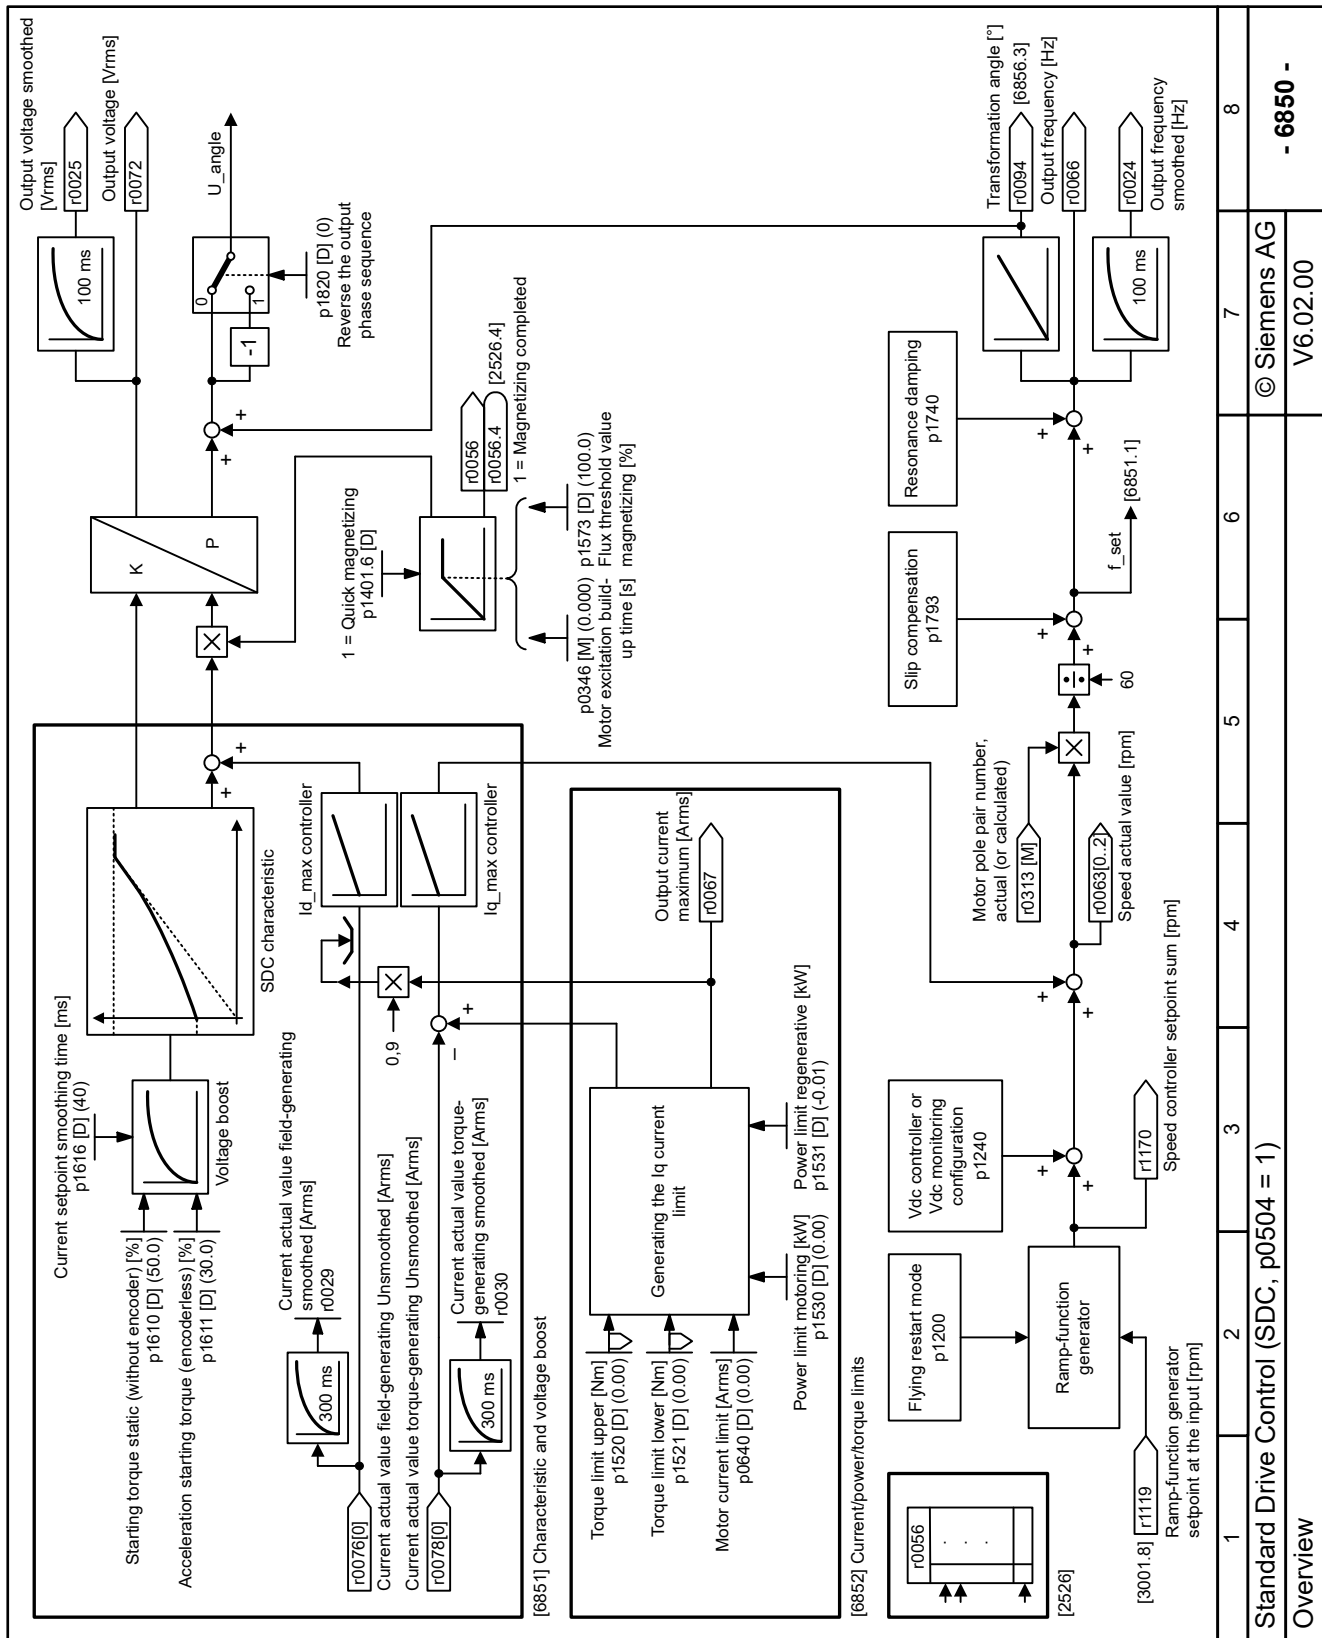 Starting torque static (without encoder) [%]
p1610 [D] (50.0)
Acceleration starting torque (encoderless) [%]
p1611 [D] (30.0)
Current setpoint smoothing time [ms]
p1616 [D] (40)
Voltage boost
SDC characteristic
300 ms
Current actual value field-generating
smoothed [Arms]
r0029
r0076[0]
Current actual value field-generating Unsmoothed [Arms]
Current actual value torque-generating Unsmoothed [Arms]
r0078[0]
300 ms
Current actual value torque-
generating smoothed [Arms]
r0030
0,9
+
–
Id_max controller
Iq_max controller
+
+
[6851] Characteristic and voltage boost
K
P
1 = Quick magnetizing
p1401.6 [D]
p0346 [M] (0.000)
Motor excitation build-
up time [s]
p1573 [D] (100.0)
Flux threshold value
magnetizing [%]
r0056
r0056.4
[2526.4]
1 = Magnetizing completed
+
+
-1
0
1
p1820 [D] (0)
Reverse the output
phase sequence
U_angle
100 ms
Output voltage smoothed
[Vrms]
r0025
Output voltage [Vrms]
r0072
Torque limit upper [Nm]
p1520 [D] (0.00)
Torque limit lower [Nm]
p1521 [D] (0.00)
Motor current limit [Arms]
p0640 [D] (0.00)
Generating the Iq current
limit
Power limit motoring [kW]
p1530 [D] (0.00)
Power limit regenerative [kW]
p1531 [D] (-0.01)
Output current
maximum [Arms]
r0067
[6852] Current/power/torque limits
r0056
.
.
.
[2526]
[3001.8]
r1119
Ramp-function generator
setpoint at the input [rpm]
Flying restart mode
p1200
Ramp-function
generator
Vdc controller or
Vdc monitoring
configuration
p1240
+
+
r1170
Speed controller setpoint sum [rpm]
+
+
Motor pole pair number,
actual (or calculated)
r0313 [M]
r0063[0..2]
Speed actual value [rpm]
60
Slip compensation
p1793
+
+
f_set
[6851.1]
Resonance damping
p1740
+
+
100 ms
Transformation angle [°]
r0094
[6856.3]
Output frequency [Hz]
r0066
r0024
Output frequency
smoothed [Hz]
1
2
3
4
5
6
7
8
Standard Drive Control (SDC, p0504 = 1)
Overview
© Siemens AG
V6.02.00
- 6850 -